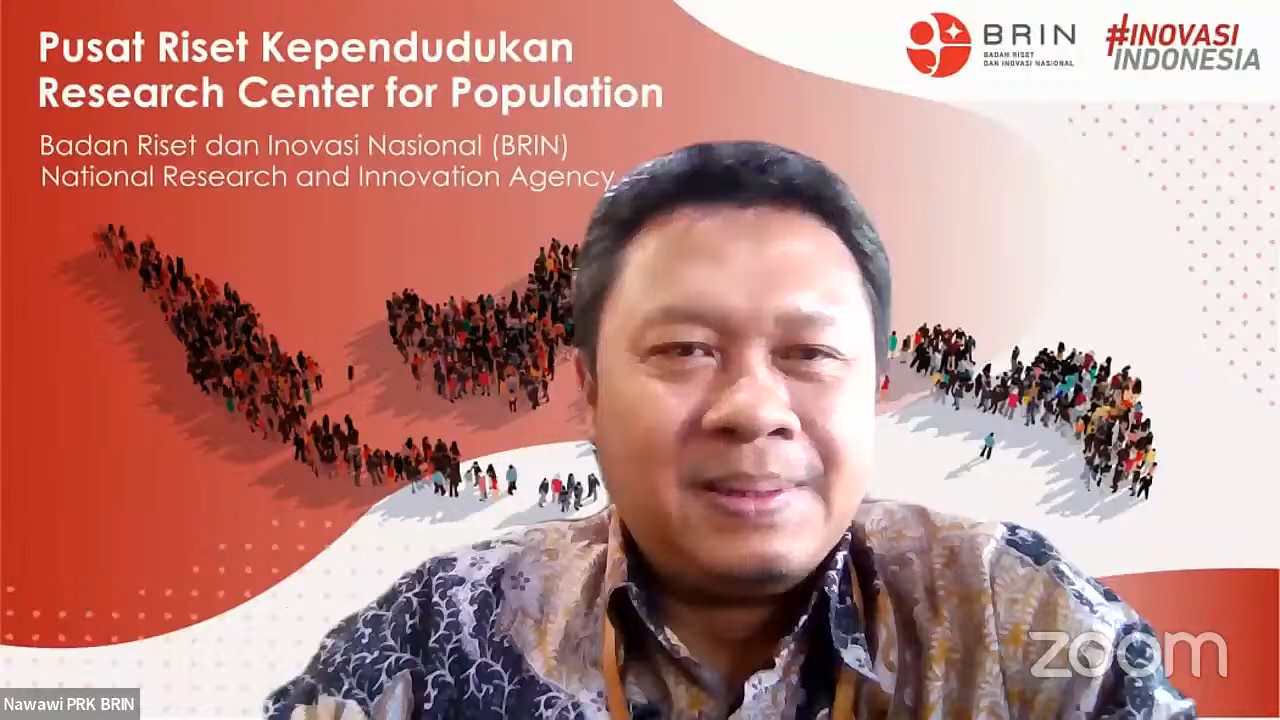 Pusat Riset Kependudukan
Research Center for Population
Badan Riset dan Inovasi Nasional (BRIN)
National Research and Innovation Agency
BRIN
BADAN RISET
DAN INOVASI NASIONAL
#INOVASI
INDONESIA
zoom
Nawawi PRK BRIN